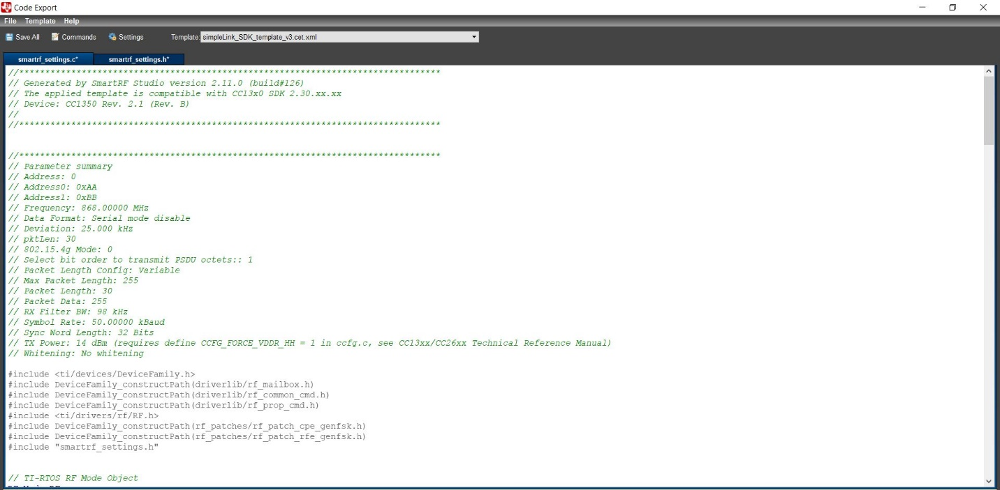 Code Export
File Template Help
Save All Commands Settings Template simpleLink_SDK_template_v3.cet.xml
smartrf_settings.c* smartrf_settings.h*
//*********************************************************************************
// Generated by SmartRF Studio version 2.11.0 (build#126)
// The applied template is compatible with CC13x0 SDK 2.30.xx.xx
// Device: CC1350 Rev. 2.1 (Rev. B)
//
//*********************************************************************************
//*********************************************************************************
// Parameter summary
// Address: 0
// Address0: 0xAA
// Address1: 0xBB
// Frequency: 868.00000 MHz
// Data Format: Serial mode disable
// Deviation: 25.000 kHz
// pktLen: 30
// 802.15.4g Mode: 0
// Select bit order to transmit PSDU octets:: 1
// Packet Length Config: Variable
// Max Packet Length: 255
// Packet Length: 30
// Packet Data: 255
// RX Filter BW: 98 kHz
// Symbol Rate: 50.00000 kBaud
// Sync Word Length: 32 Bits
// TX Power: 14 dBm (requires define CCFG_FORCE_VDDR_HH = 1 in ccfg.c, see CC13xx/CC26xx Technical Reference Manual)
// Whitening: No whitening
#include <ti/devices/DeviceFamily.h>
#include DeviceFamily_constructPath(driverlib/rf_mailbox.h)
#include DeviceFamily_constructPath(driverlib/rf_common_cmd.h)
#include DeviceFamily_constructPath(driverlib/rf_prop_cmd.h)
#include <ti/drivers/rf/RF.h>
#include DeviceFamily_constructPath(rf_patches/rf_patch_cpe_genfsk.h)
#include DeviceFamily_constructPath(rf_patches/rf_patch_rfe_genfsk.h)
#include "smartrf_settings.h"
// TI-RTOS RF Mode Object